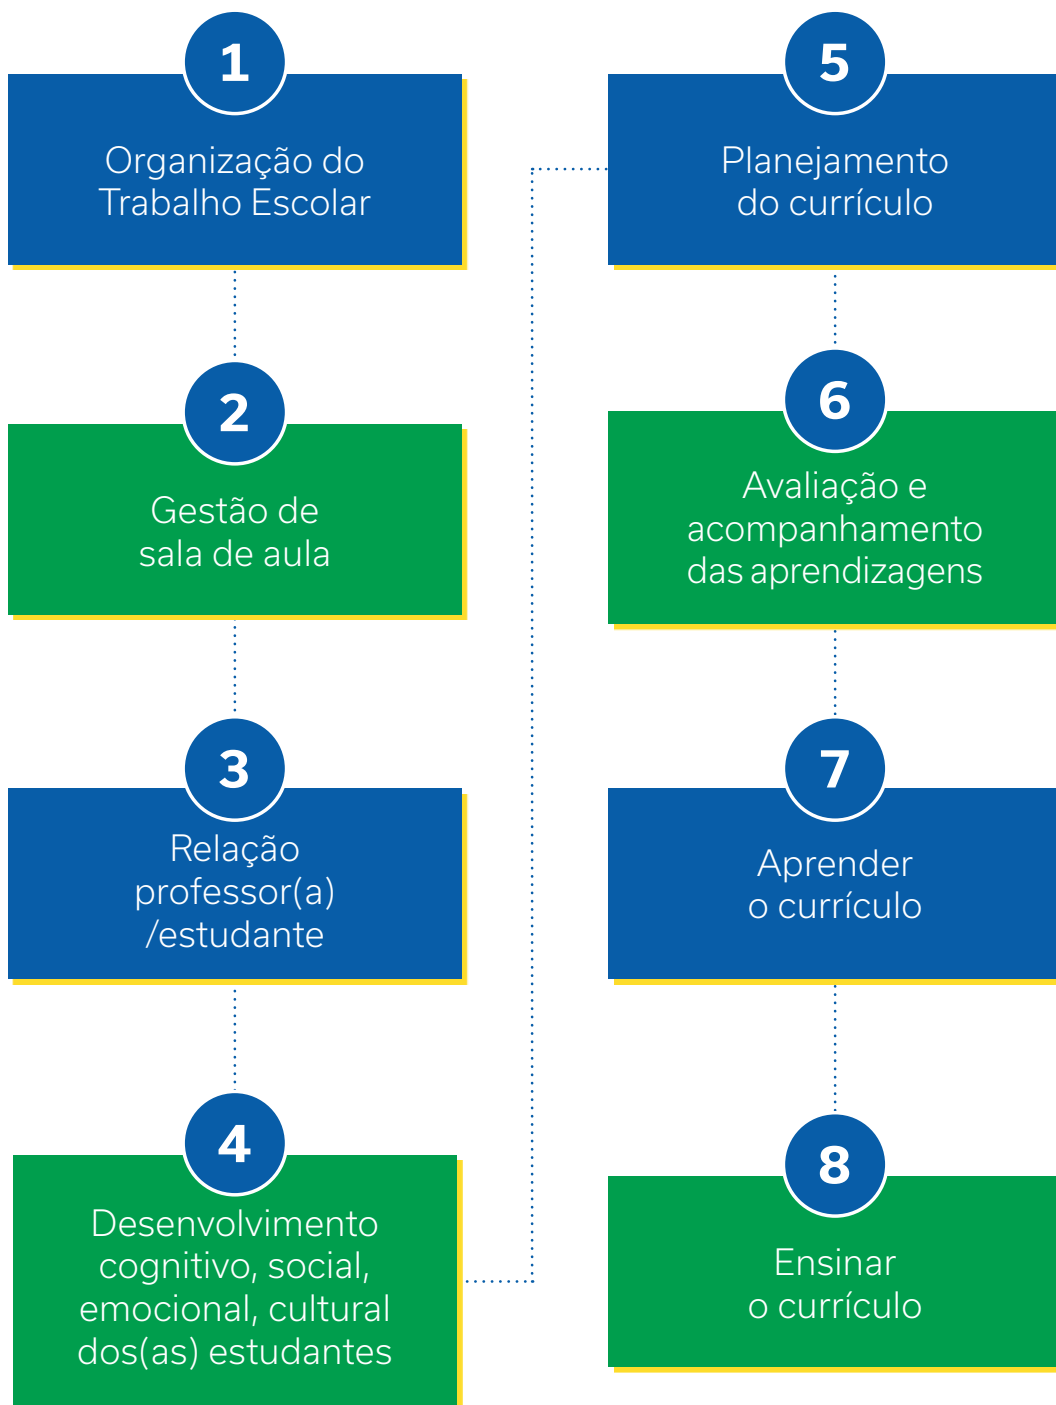 1
Organização do
Trabalho Escolar
2
Gestão de
sala de aula
3
Relação
professor(a)
/estudante
4
Desenvolvimento
cognitivo, social,
emocional, cultural
dos(as) estudantes
5
Planejamento
do currículo
6
Avaliação e
acompanhamento
das aprendizagens
7
Aprender
o currículo
8
Ensinar
o currículo